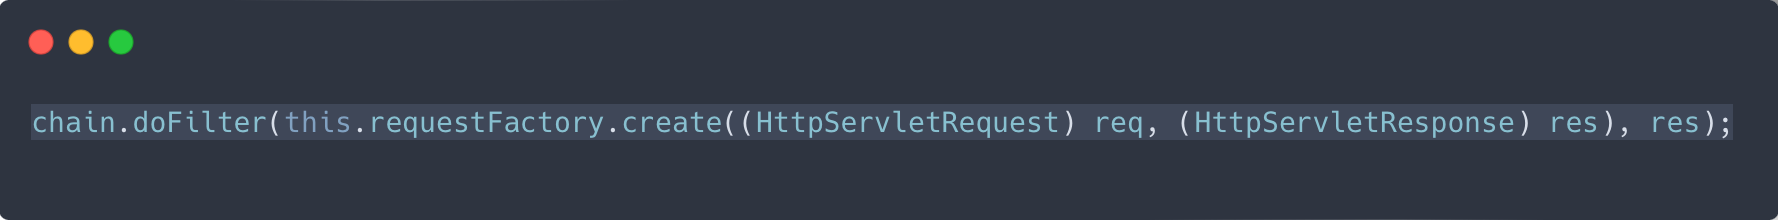 chain.doFilter(this.requestFactory.create((HttpServletRequest) req, (HttpServletResponse) res), res);